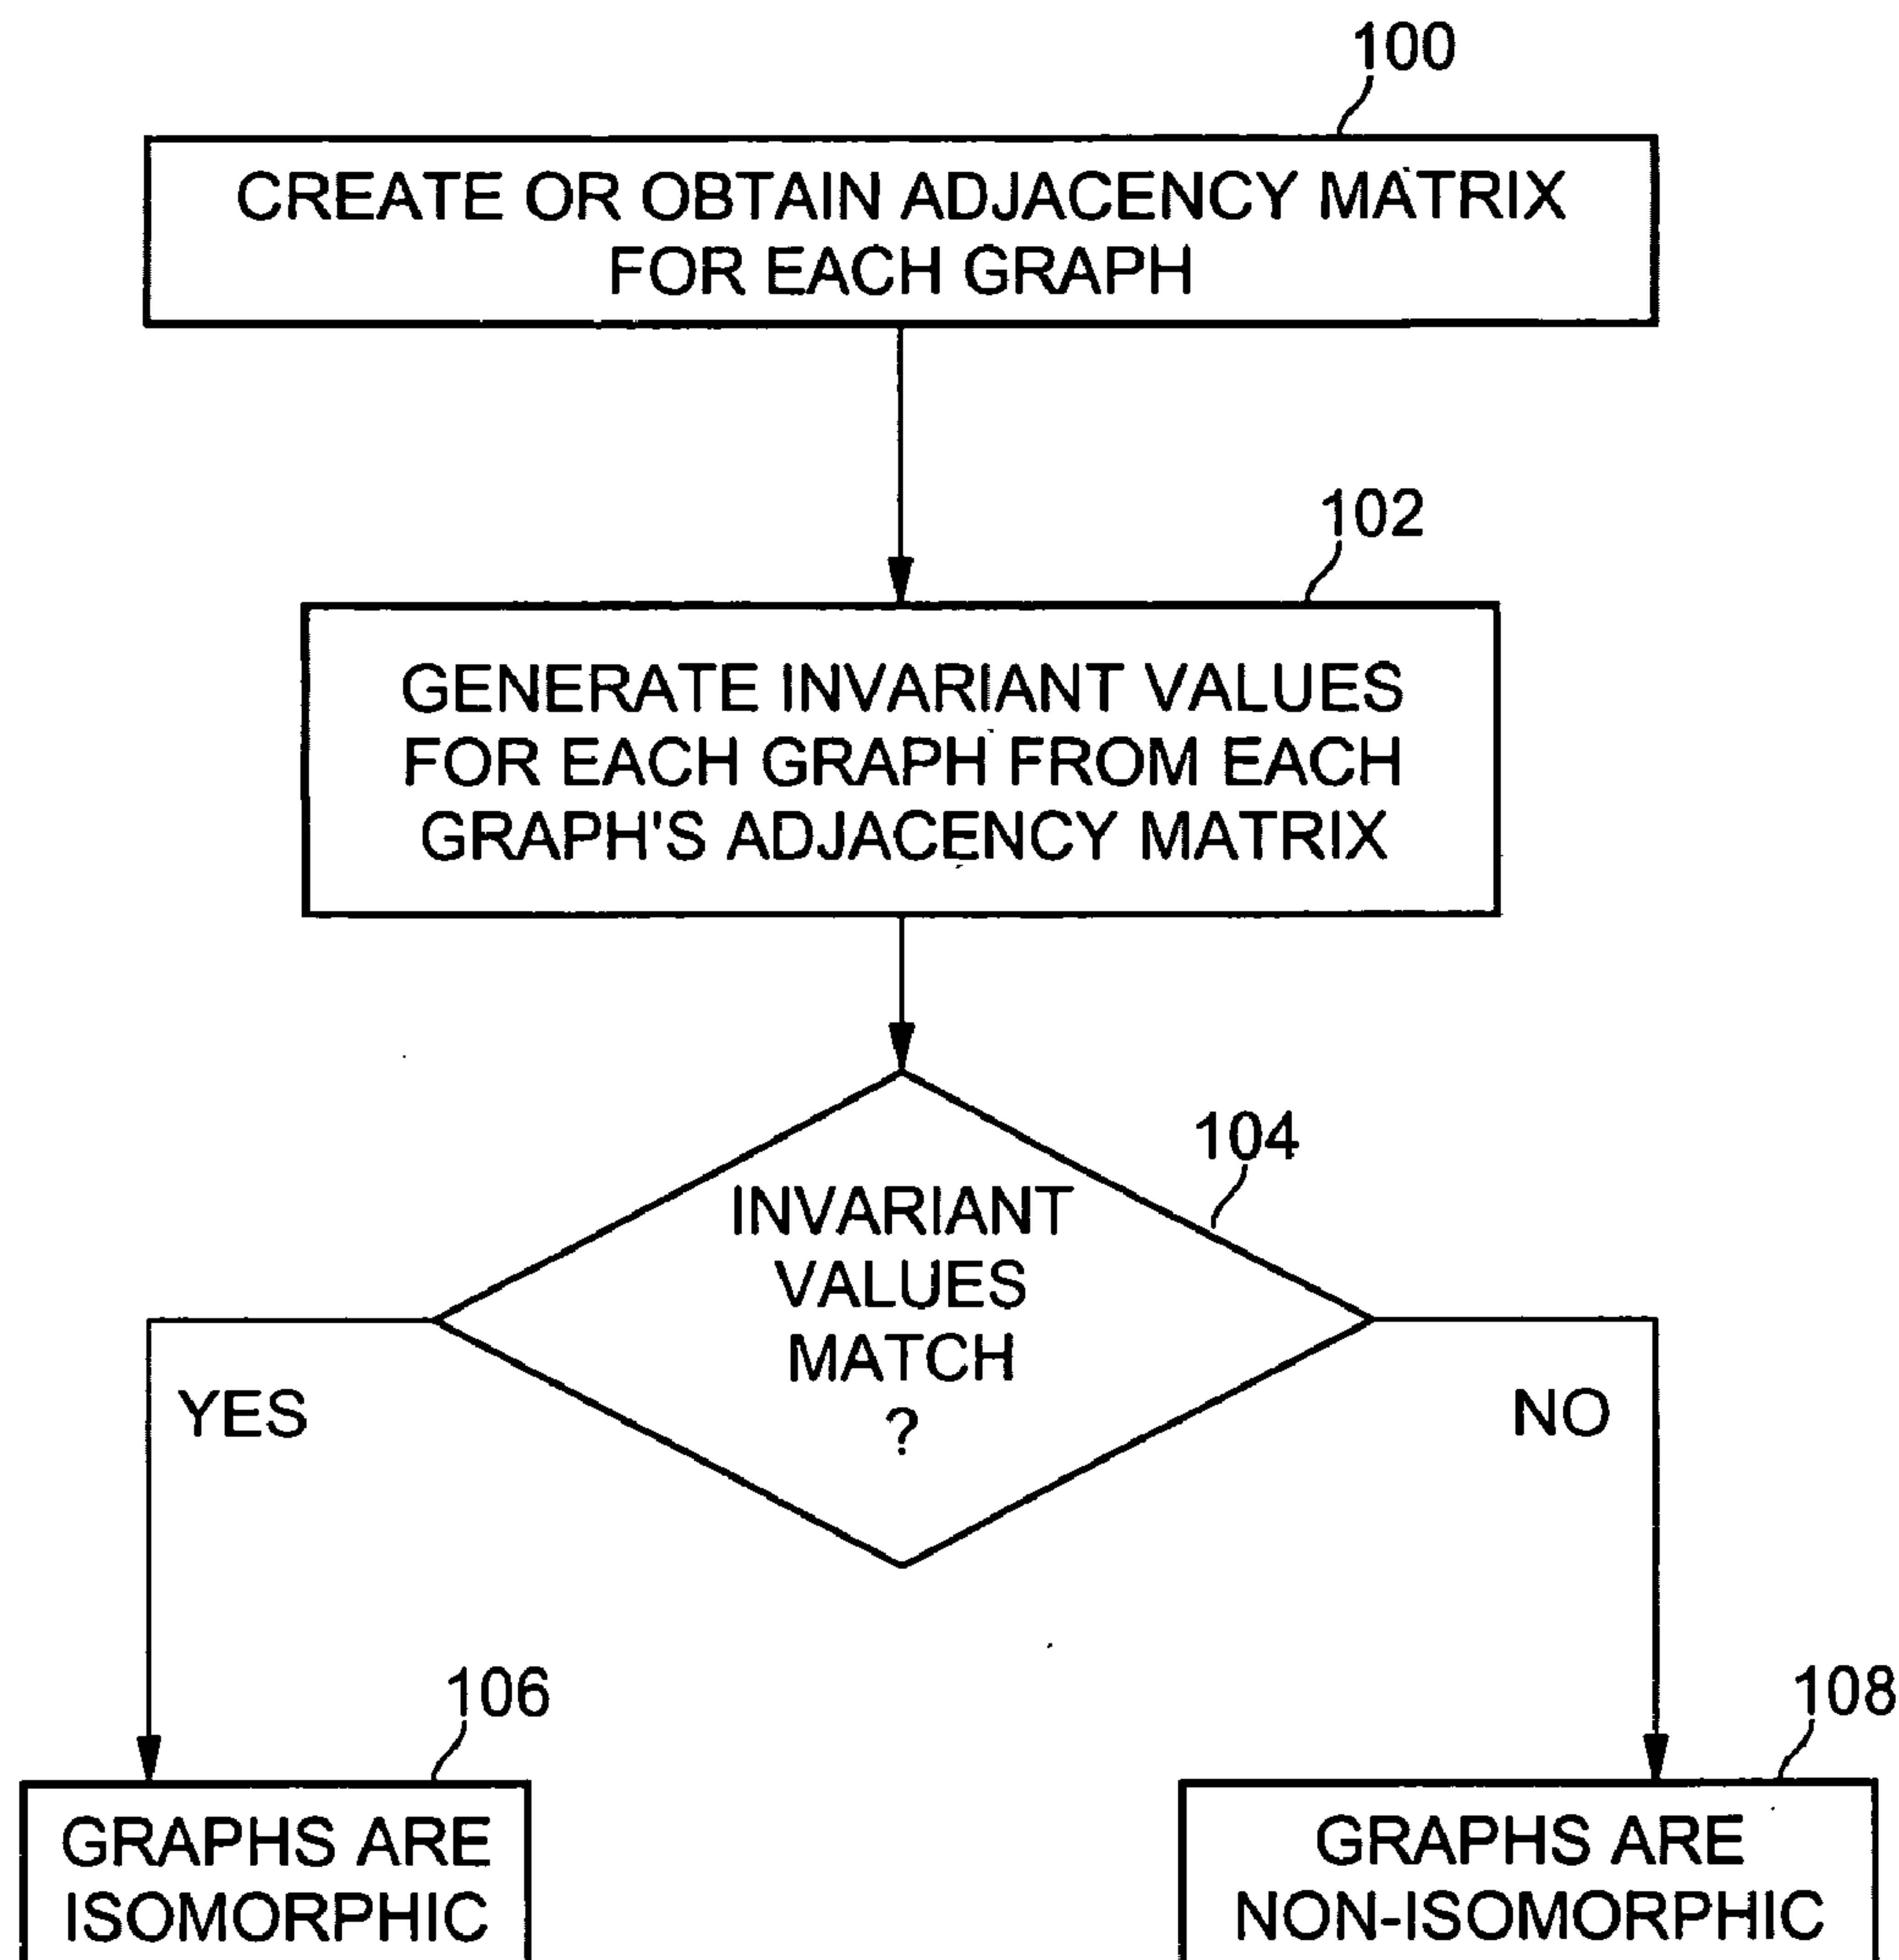 100
CREATE OR OBTAIN ADJACENCY MATRIX
FOR EACH GRAPH
102
GENERATE INVARIANT VALUES
FOR EACH GRAPH FROM EACH
GRAPH'S ADJACENCY MATRIX
104
INVARIANT
VALUES
MATCH
?
YES
NO
106
108
GRAPHS ARE
ISOMORPHIC
GRAPHS ARE
NON-ISOMORPHIC